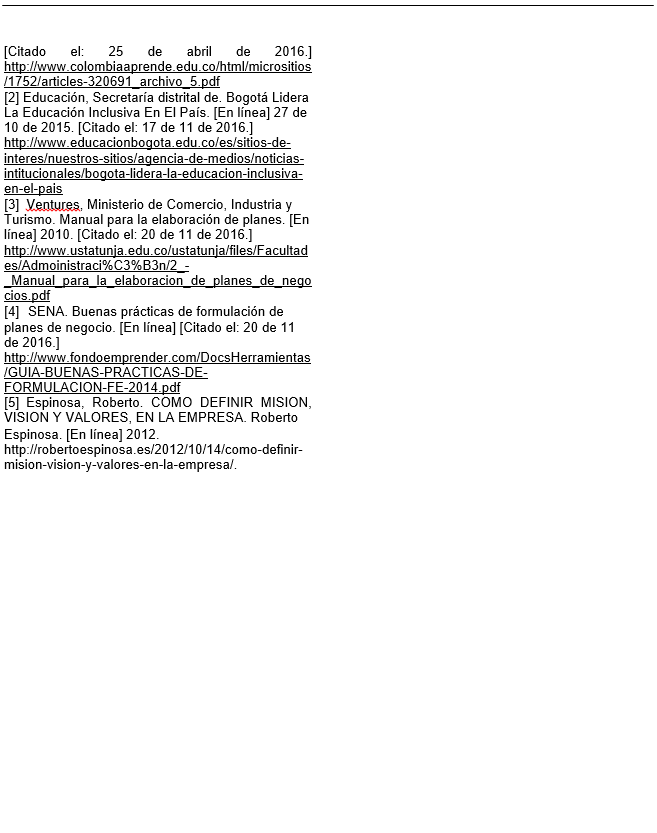 [Citado el: 25 de abril de 2016.]
http://www.colombiaaprende.edu.co/html/micrositios
/1752/articles-320691_archivo_5.pdf
[2] Educación, Secretaría distrital de. Bogotá Lidera
La Educación Inclusiva En El País. [En línea] 27 de
10 de 2015. [Citado el: 17 de 11 de 2016.]
http://www.educacionbogota.edu.co/es/sitios-de-
interes/nuestros-sitios/agencia-de-medios/noticias-
intitucionales/bogota-lidera-la-educacion-inclusiva-
en-el-pais
[3] Ventures, Ministerio de Comercio, Industria y
Turismo. Manual para la elaboración de planes. [En
línea] 2010. [Citado el: 20 de 11 de 2016.]
http://www.ustatunja.edu.co/ustatunja/files/Facultad
es/Admoinistraci%C3%B3n/2_-
_Manual_para_la_elaboracion_de_planes_de_nego
cios.pdf
[4] SENA. Buenas prácticas de formulación de
planes de negocio. [En línea] [Citado el: 20 de 11
de 2016.]
http://www.fondoemprender.com/DocsHerramientas
/GUIA-BUENAS-PRACTICAS-DE-
FORMULACION-FE-2014.pdf
[5] Espinosa, Roberto. COMO DEFINIR MISION,
VISION Y VALORES, EN LA EMPRESA. Roberto
Espinosa. [En línea] 2012.
http://robertoespinosa.es/2012/10/14/como-definir-
mision-vision-y-valores-en-la-empresa/.